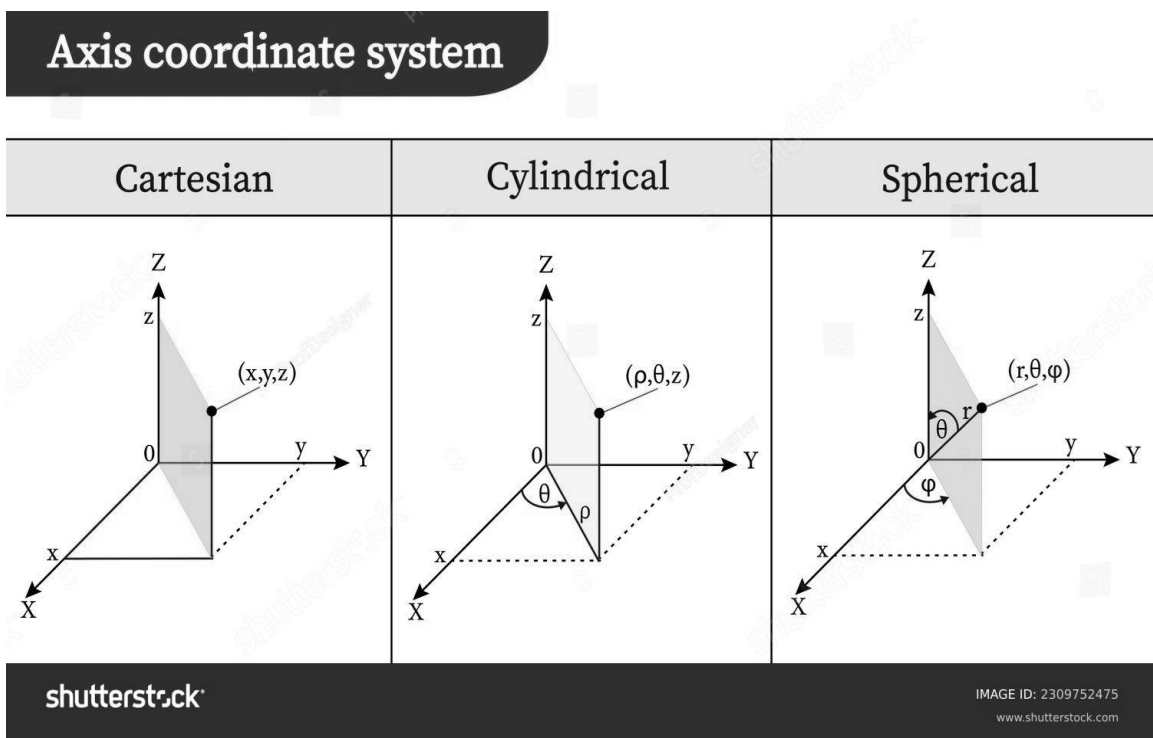 Axis coordinate system
Cartesian
Cylindrical
Spherical
Z
z
(x,y,z)
0
y
Y
x
X
Z
z
(ρ,θ,z)
0
y
Y
θ
ρ
x
X
Z
z
(r,θ,φ)
r
θ
0
y
Y
φ
x
X
shutterstock
IMAGE ID: 2309752475
www.shutterstock.com